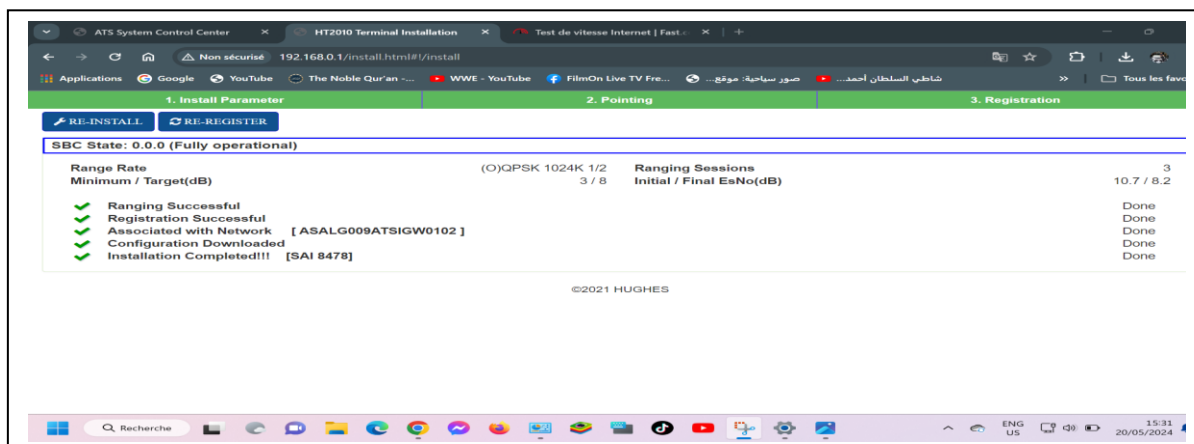 ATS System Control Center
HT2010 Terminal Installation
Test de vitesse Internet | Fast.c
Non sécurisé 192.168.0.1/install.html#!/install
Applications Google YouTube The Noble Qur'an -... WWE - YouTube FilmOn Live TV Fre... صور سياحية: موقع... شاطي السلطان أحمد... » Tous les favo
1. Install Parameter 2. Pointing 3. Registration
RE-INSTALL RE-REGISTER
SBC State: 0.0.0 (Fully operational)
Range Rate (O)QPSK 1024K 1/2 Ranging Sessions 3
Minimum / Target(dB) 3 / 8 Initial / Final EsNo(dB) 10.7 / 8.2
Ranging Successful Done
Registration Successful Done
Associated with Network [ ASALG009ATSIGW0102 ] Done
Configuration Downloaded Done
Installation Completed!!! [SAI 8478] Done
©2021 HUGHES
Recherche ENG 15:31
US 20/05/2024